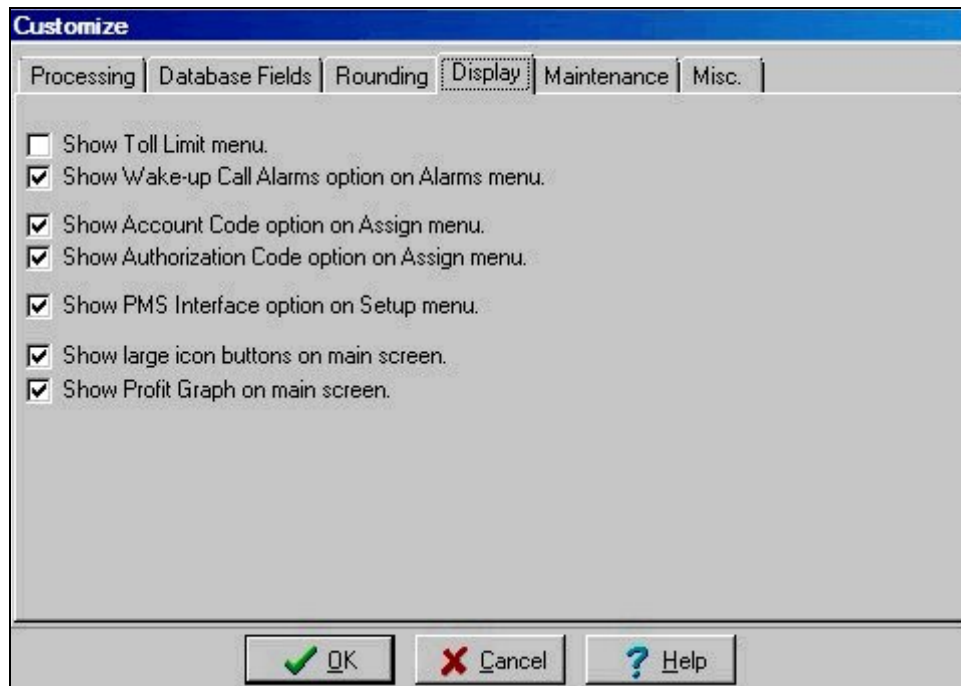 Customize
Processing Database Fields Rounding Display Maintenance Misc.
Show Toll Limit menu.
Show Wake-up Call Alarms option on Alarms menu.
Show Account Code option on Assign menu.
Show Authorization Code option on Assign menu.
Show PMS Interface option on Setup menu.
Show large icon buttons on main screen.
Show Profit Graph on main screen.
OK Cancel Help